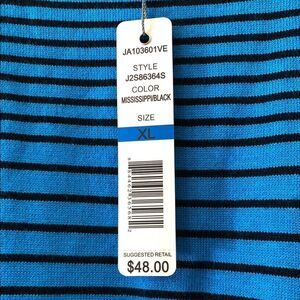 JA103601VE
STYLE
J2S86364S
COLOR
MISSISSIPPI/BLACK
SIZE
XL
SUGGESTED RETAIL
$48.00